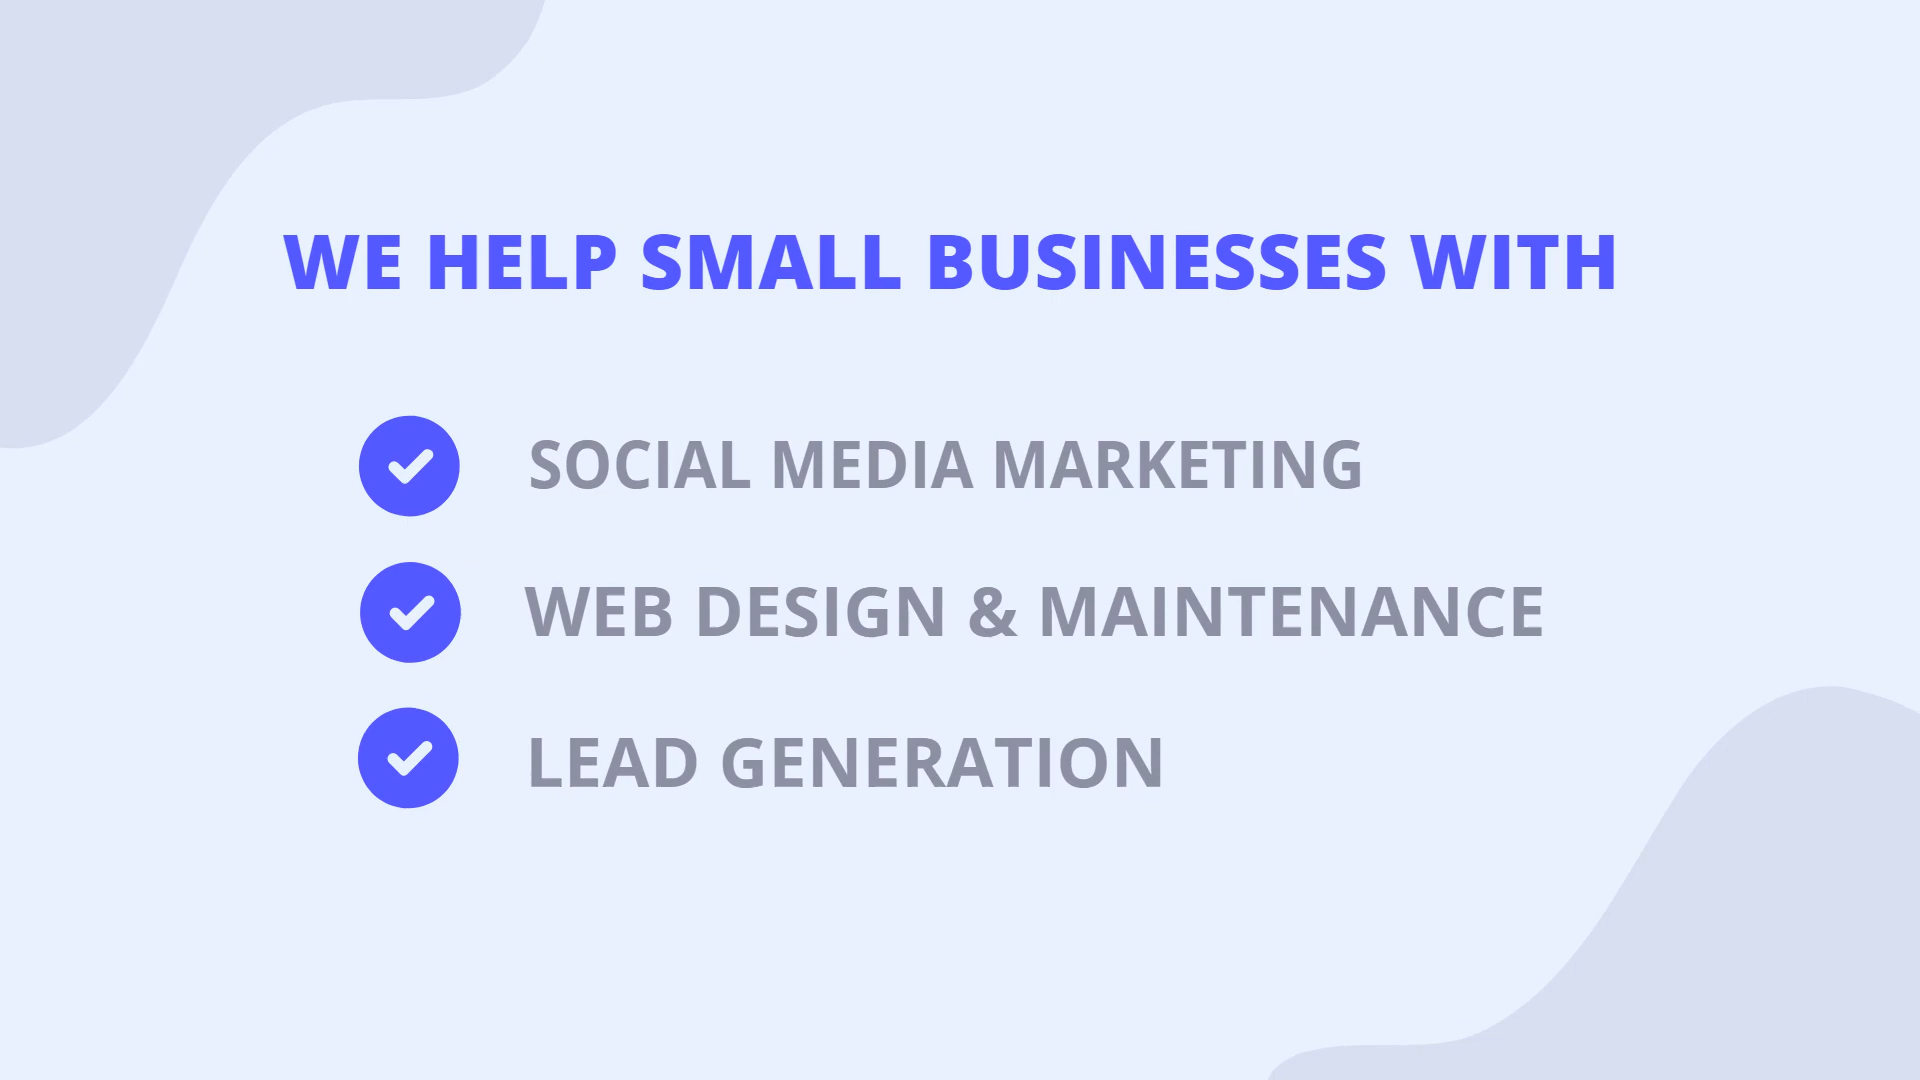 WE HELP SMALL BUSINESSES WITH
SOCIAL MEDIA MARKETING
WEB DESIGN & MAINTENANCE
LEAD GENERATION